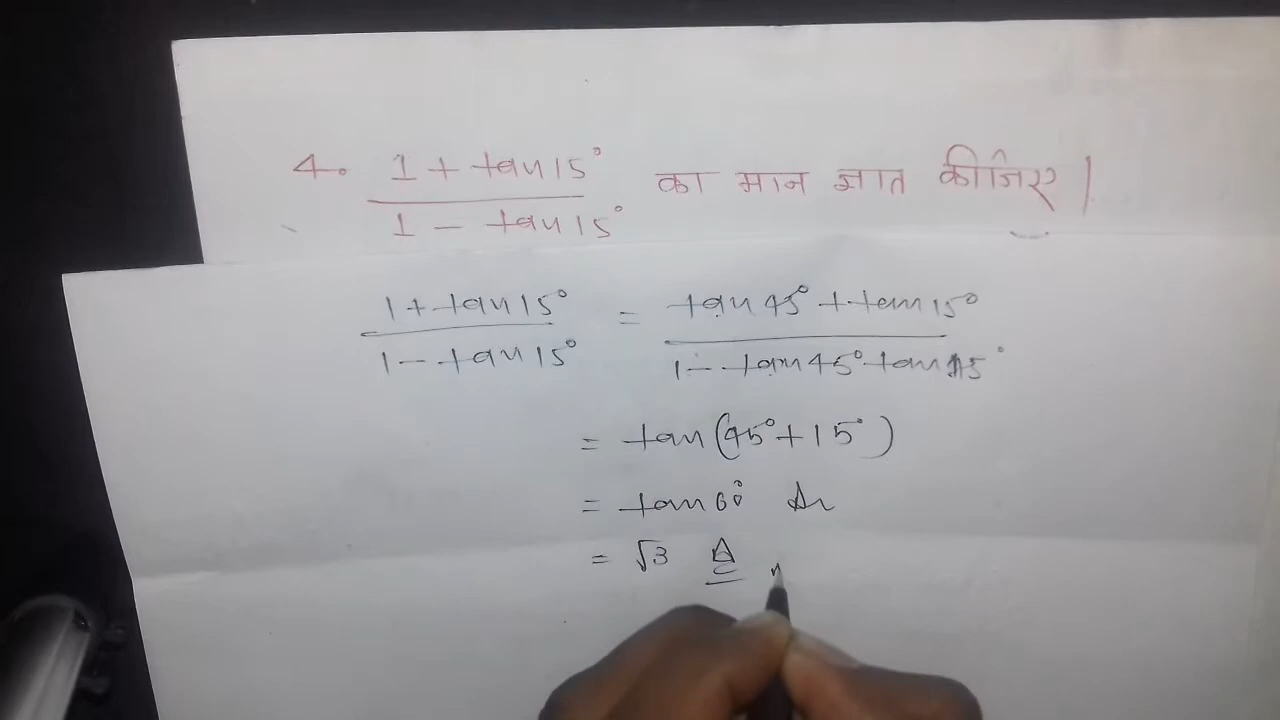 4. 1 + tan15° / 1 - tan15° का मान ज्ञात कीजिए।
1+tan15° / 1-tan15° = tan45°+tan15° / 1-tan45°tan15°
= tan(45°+15°)
= tan60°
= √3